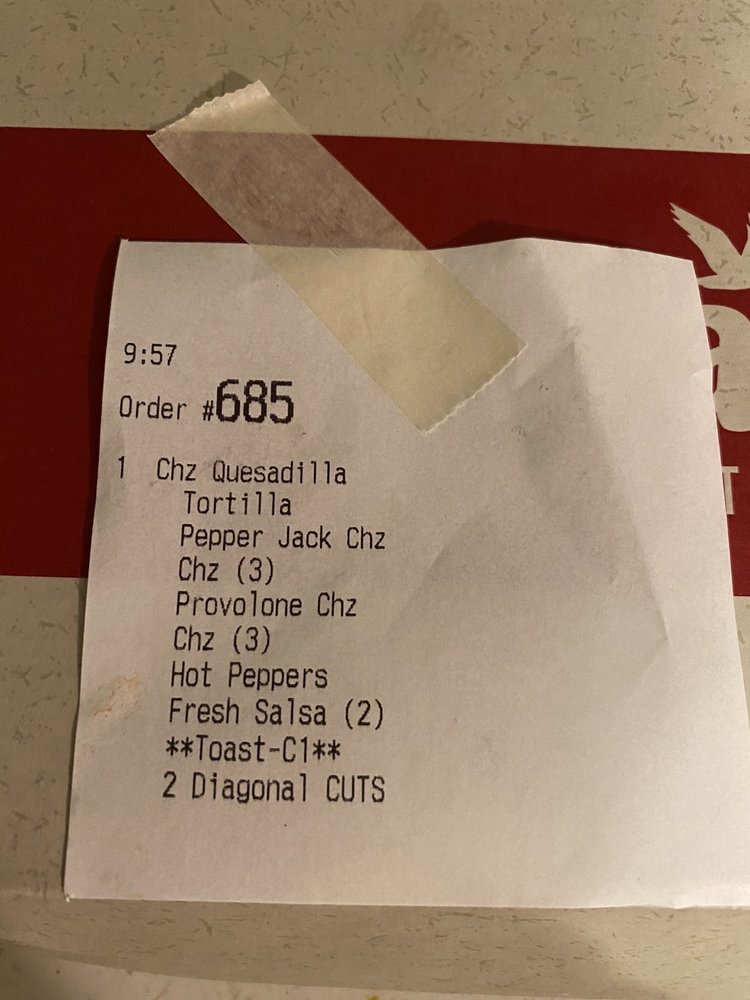 9:57
Order #685
1 Chz Quesadilla
Tortilla
Pepper Jack Chz
Chz (3)
Provolone Chz
Chz (3)
Hot Peppers
Fresh Salsa (2)
**Toast-C1**
2 Diagonal CUTS
a
T